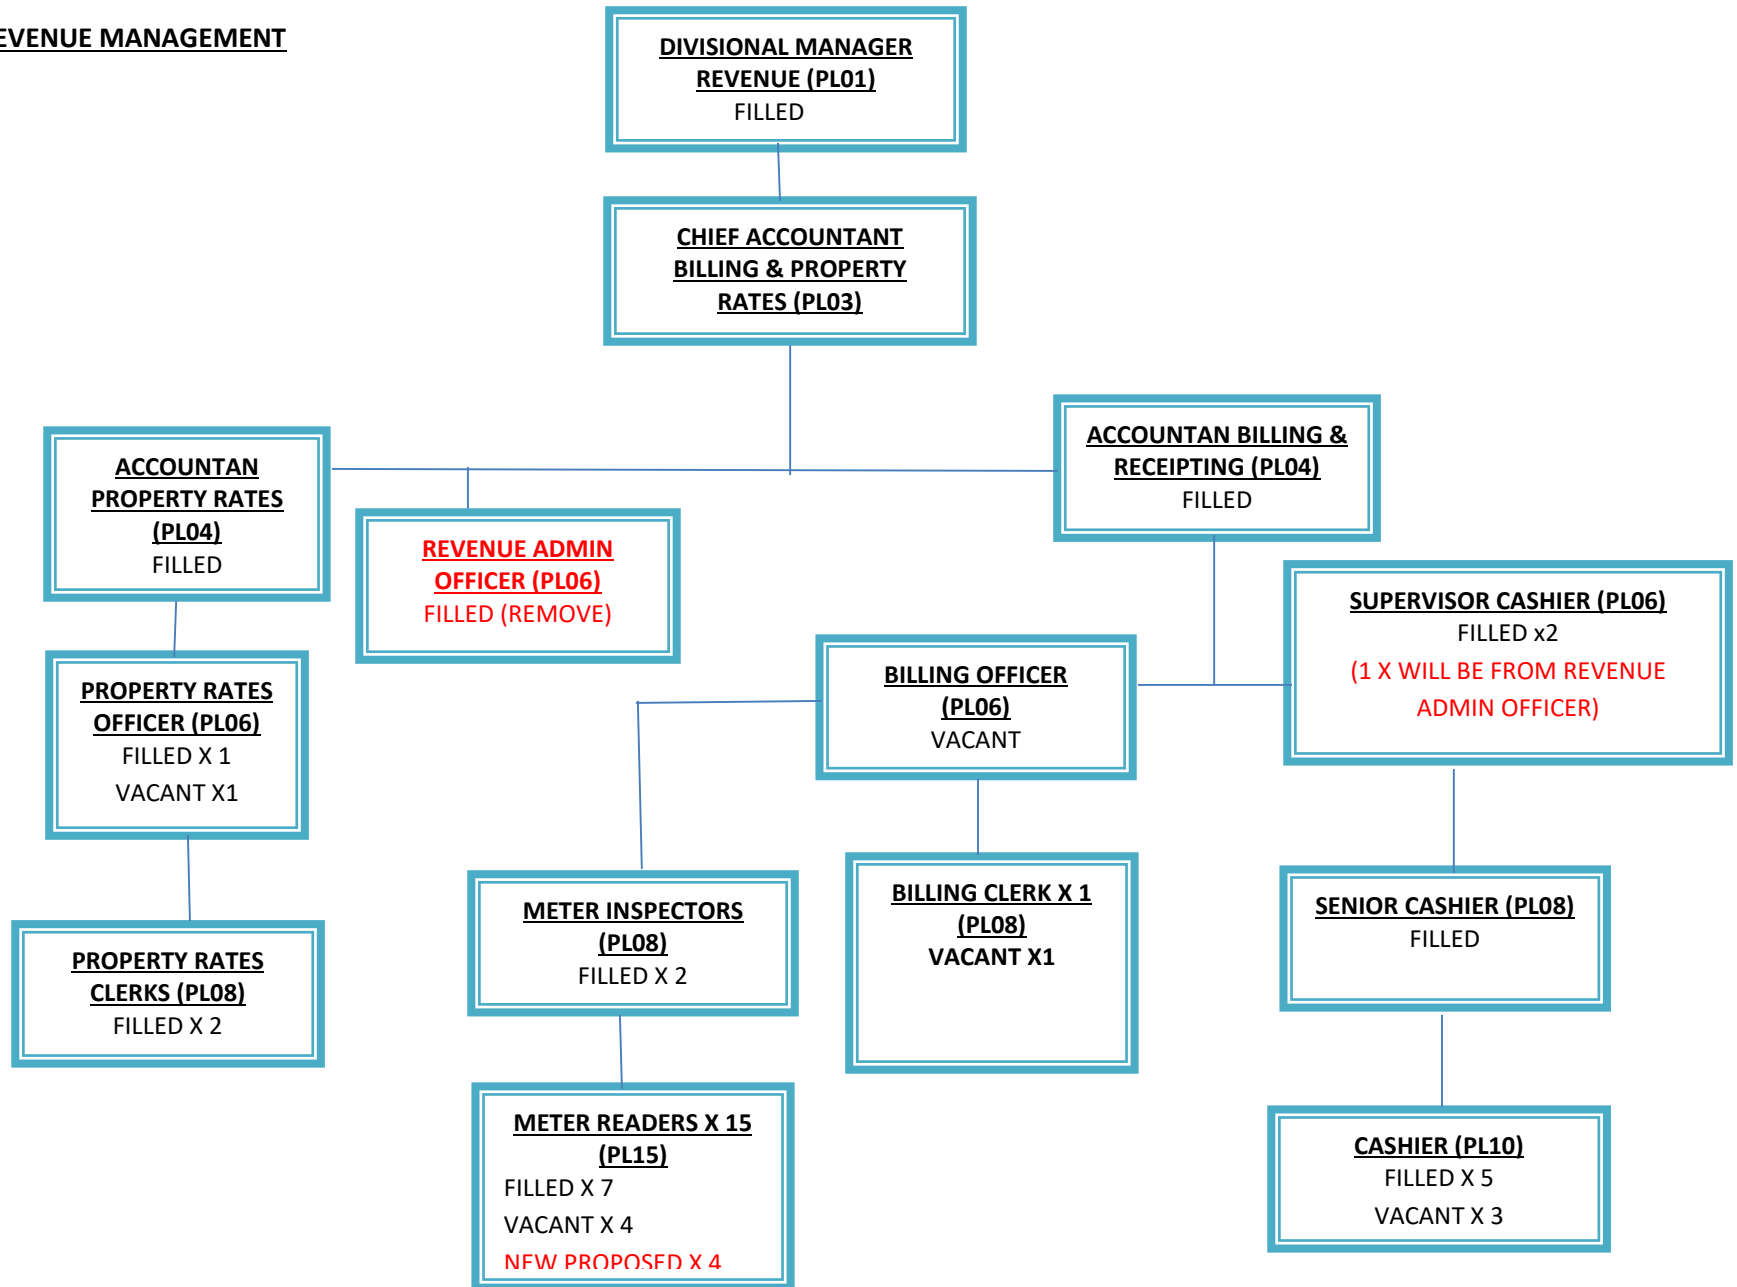 EVENUE MANAGEMENT
DIVISIONAL MANAGER
REVENUE (PL01)
FILLED
CHIEF ACCOUNTANT
BILLING & PROPERTY
RATES (PL03)
ACCOUNTAN BILLING &
RECEIPTING (PL04)
FILLED
ACCOUNTAN
PROPERTY RATES
(PL04)
FILLED
REVENUE ADMIN
OFFICER (PL06)
FILLED (REMOVE)
SUPERVISOR CASHIER (PL06)
FILLED x2
(1 X WILL BE FROM REVENUE
ADMIN OFFICER)
BILLING OFFICER
(PL06)
VACANT
PROPERTY RATES
OFFICER (PL06)
FILLED X 1
VACANT X1
METER INSPECTORS
(PL08)
FILLED X 2
BILLING CLERK X 1
(PL08)
VACANT X1
SENIOR CASHIER (PL08)
FILLED
PROPERTY RATES
CLERKS (PL08)
FILLED X 2
METER READERS X 15
(PL15)
FILLED X 7
VACANT X 4
NEW PROPOSED X 4
CASHIER (PL10)
FILLED X 5
VACANT X 3